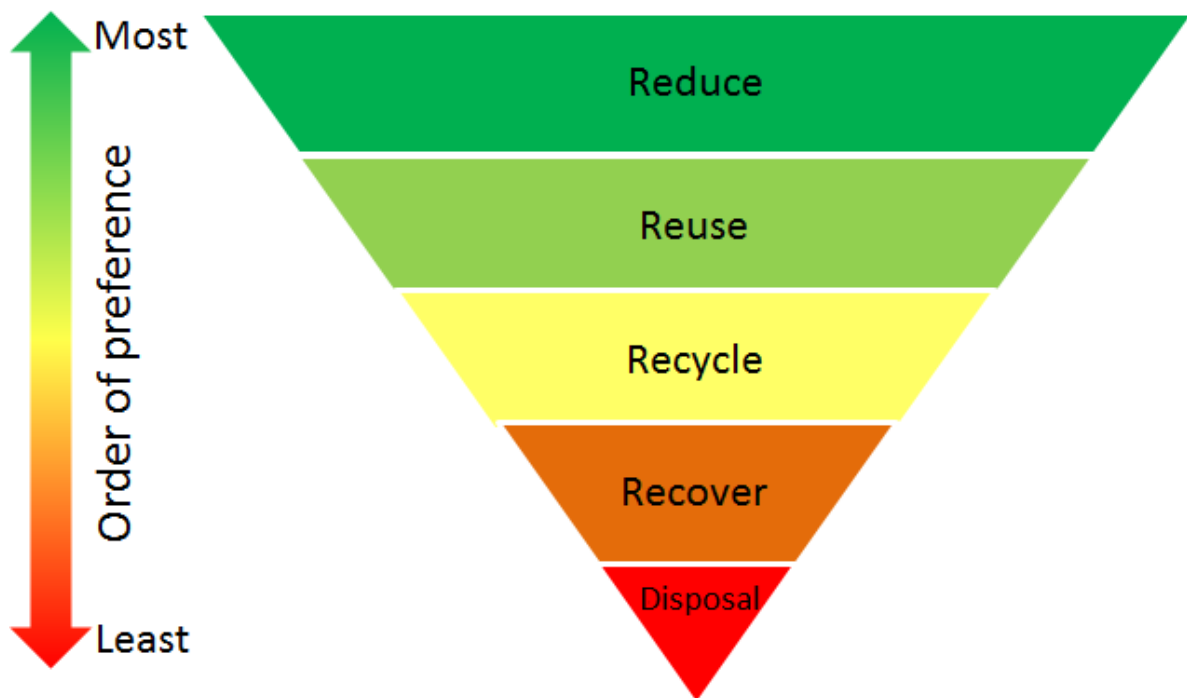 Most
Order of preference
Least
Reduce
Reuse
Recycle
Recover
Disposal